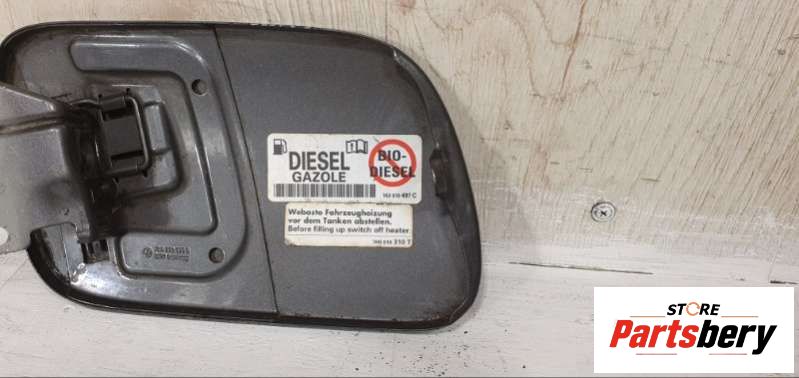 DIESEL
GAZOLE
BIO-
DIESEL
Webasto Fahrzeugheizung
vor dem Tanken abstellen.
Before filling up switch off heater
STORE
Partsbery